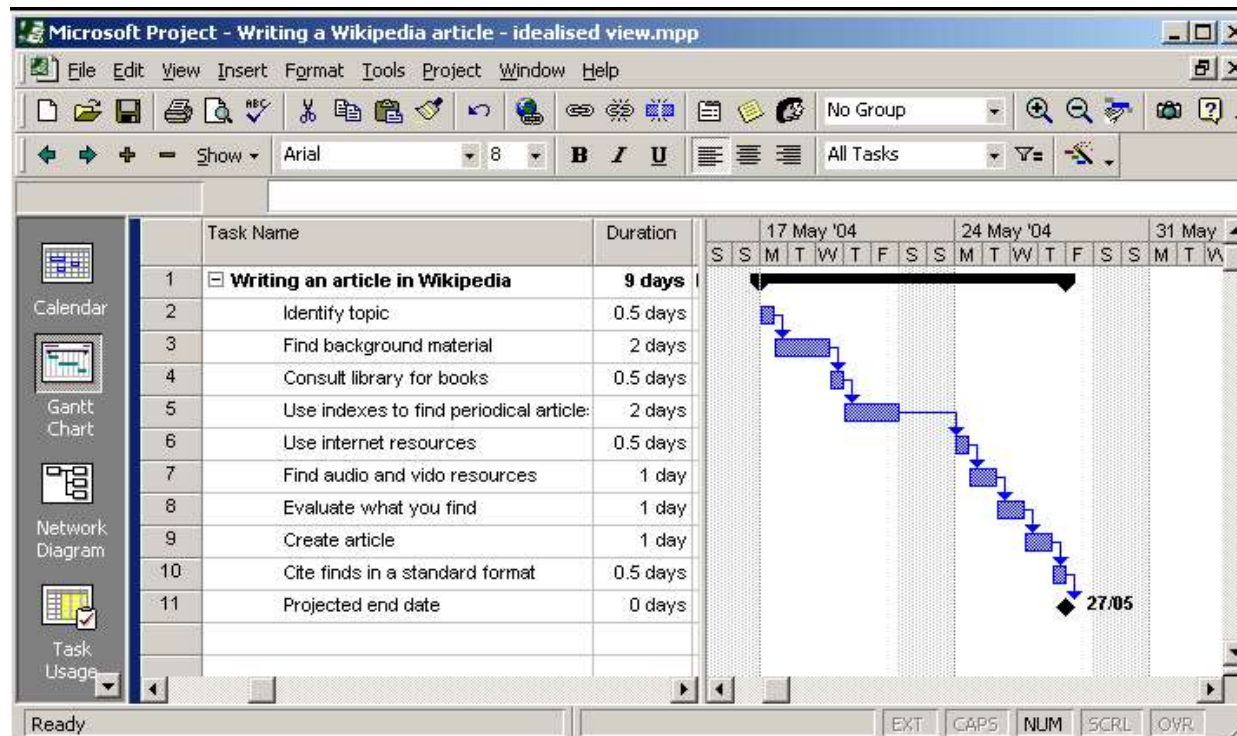 Microsoft Project - Writing a Wikipedia article - idealised view.mpp
File Edit View Insert Format Tools Project Window Help
ABC No Group
Show Arial 8 B I U All Tasks
Task Name Duration 17 May '04 24 May '04 31 May
S S M T W T F S S M T W T F S S M T W
1 Writing an article in Wikipedia 9 days
2 Identify topic 0.5 days
3 Find background material 2 days
4 Consult library for books 0.5 days
5 Use indexes to find periodical article: 2 days
6 Use internet resources 0.5 days
7 Find audio and vido resources 1 day
8 Evaluate what you find 1 day
9 Create article 1 day
10 Cite finds in a standard format 0.5 days
11 Projected end date 0 days 27/05
Calendar
Gantt
Chart
Network
Diagram
Task
Usage
Ready EXT CAPS NUM SCRL OVR